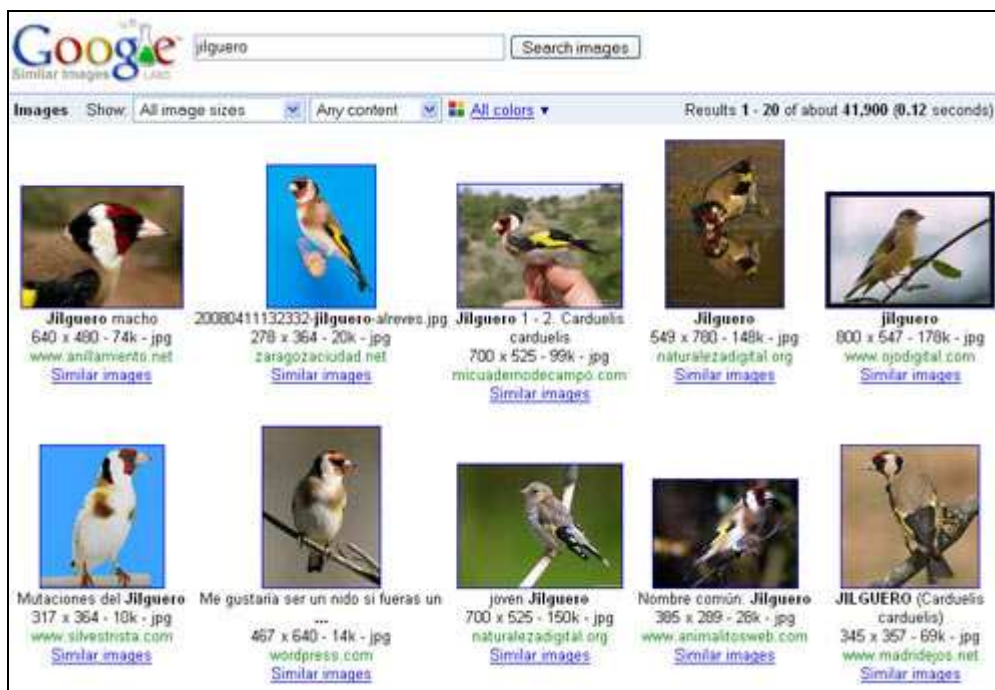 Google
Similar Images LABS
jilguero
Search images
Images Show: All image sizes Any content All colors ▼ Results 1 - 20 of about 41,900 (0.12 seconds)
Jilguero macho
640 x 480 - 74k - jpg
www.anillamiento.net
Similar images
20080411132332-jilguero-alreves.jpg
278 x 364 - 20k - jpg
zaragozaciudad.net
Similar images
Jilguero 1 - 2. Carduelis
carduelis
700 x 525 - 99k - jpg
micuadernodecampo.com
Similar images
Jilguero
549 x 780 - 148k - jpg
naturalezadigital.org
Similar images
jilguero
800 x 547 - 178k - jpg
www.ojodigital.com
Similar images
Mutaciones del Jilguero
317 x 364 - 10k - jpg
www.silvestrista.com
Similar images
Me gustaria ser un nido si fueras un
...
467 x 640 - 14k - jpg
wordpress.com
Similar images
joven Jilguero
700 x 525 - 150k - jpg
naturalezadigital.org
Similar images
Nombre común: Jilguero
385 x 289 - 26k - jpg
www.animalitosweb.com
Similar images
JILGUERO (Carduelis
carduelis)
345 x 357 - 69k - jpg
www.madridejos.net
Similar images